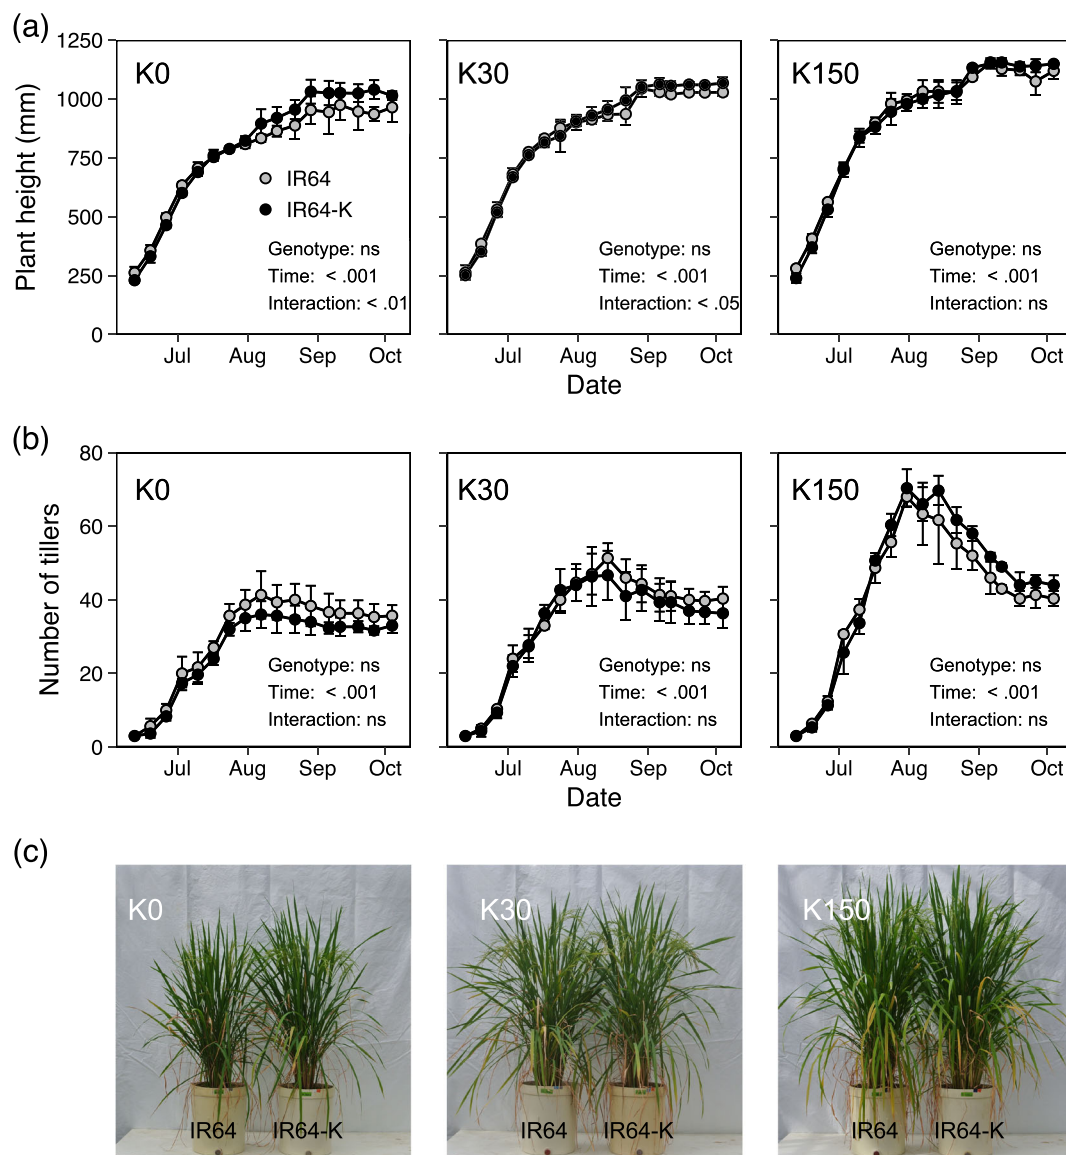 (a)
1250
1000
750
500
250
0
Plant height (mm)
K0
IR64
IR64-K
Genotype: ns
Time: < .001
Interaction: < .01
Jul Aug Sep Oct
K30
Genotype: ns
Time: < .001
Interaction: < .05
Jul Aug Sep Oct
K150
Genotype: ns
Time: < .001
Interaction: ns
Jul Aug Sep Oct
Date
(b)
80
60
40
20
0
Number of tillers
K0
Genotype: ns
Time: < .001
Interaction: ns
Jul Aug Sep Oct
K30
Genotype: ns
Time: < .001
Interaction: ns
Jul Aug Sep Oct
K150
Genotype: ns
Time: < .001
Interaction: ns
Jul Aug Sep Oct
Date
(c)
K0
IR64 IR64-K
K30
IR64 IR64-K
K150
IR64 IR64-K